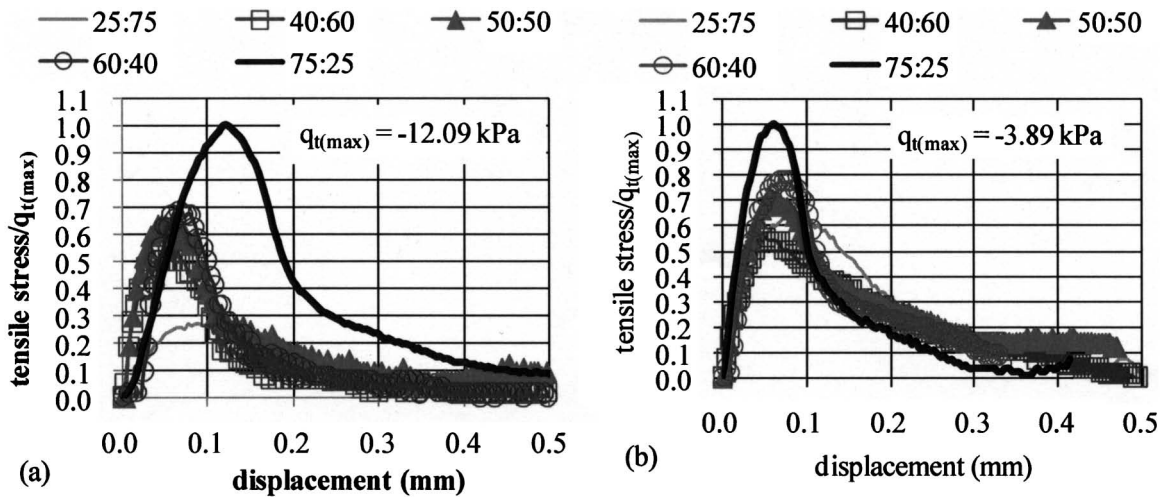 25:75 40:60 50:50
60:40 75:25
1.1
1.0
0.9
0.8
0.7
0.6
0.5
0.4
0.3
0.2
0.1
0.0
tensile stress/qt(max)
qt(max) = -12.09 kPa
0.0 0.1 0.2 0.3 0.4 0.5
(a)
displacement (mm)
25:75 40:60 50:50
60:40 75:25
1.1
1.0
0.9
0.8
0.7
0.6
0.5
0.4
0.3
0.2
0.1
0.0
tensile stress/qt(max)
qt(max) = -3.89 kPa
0.0 0.1 0.2 0.3 0.4 0.5
(b)
displacement (mm)